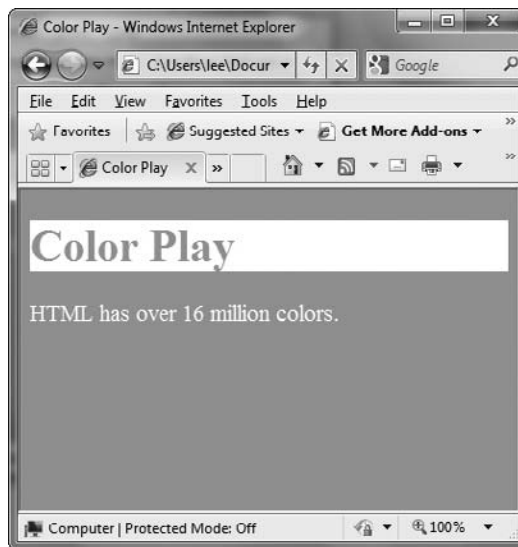 Color Play - Windows Internet Explorer
C:\Users\lee\Docur
Google
File Edit View Favorites Tools Help
Favorites Suggested Sites Get More Add-ons »
Color Play x » »
Color Play
HTML has over 16 million colors.
Computer | Protected Mode: Off 100%